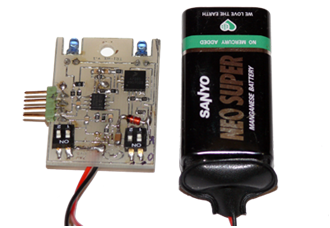 WE LOVE THE EARTH
NO MERCURY ADDED
SANYO
NEO SUPER
MANGANESE BATTERY
ON
ON